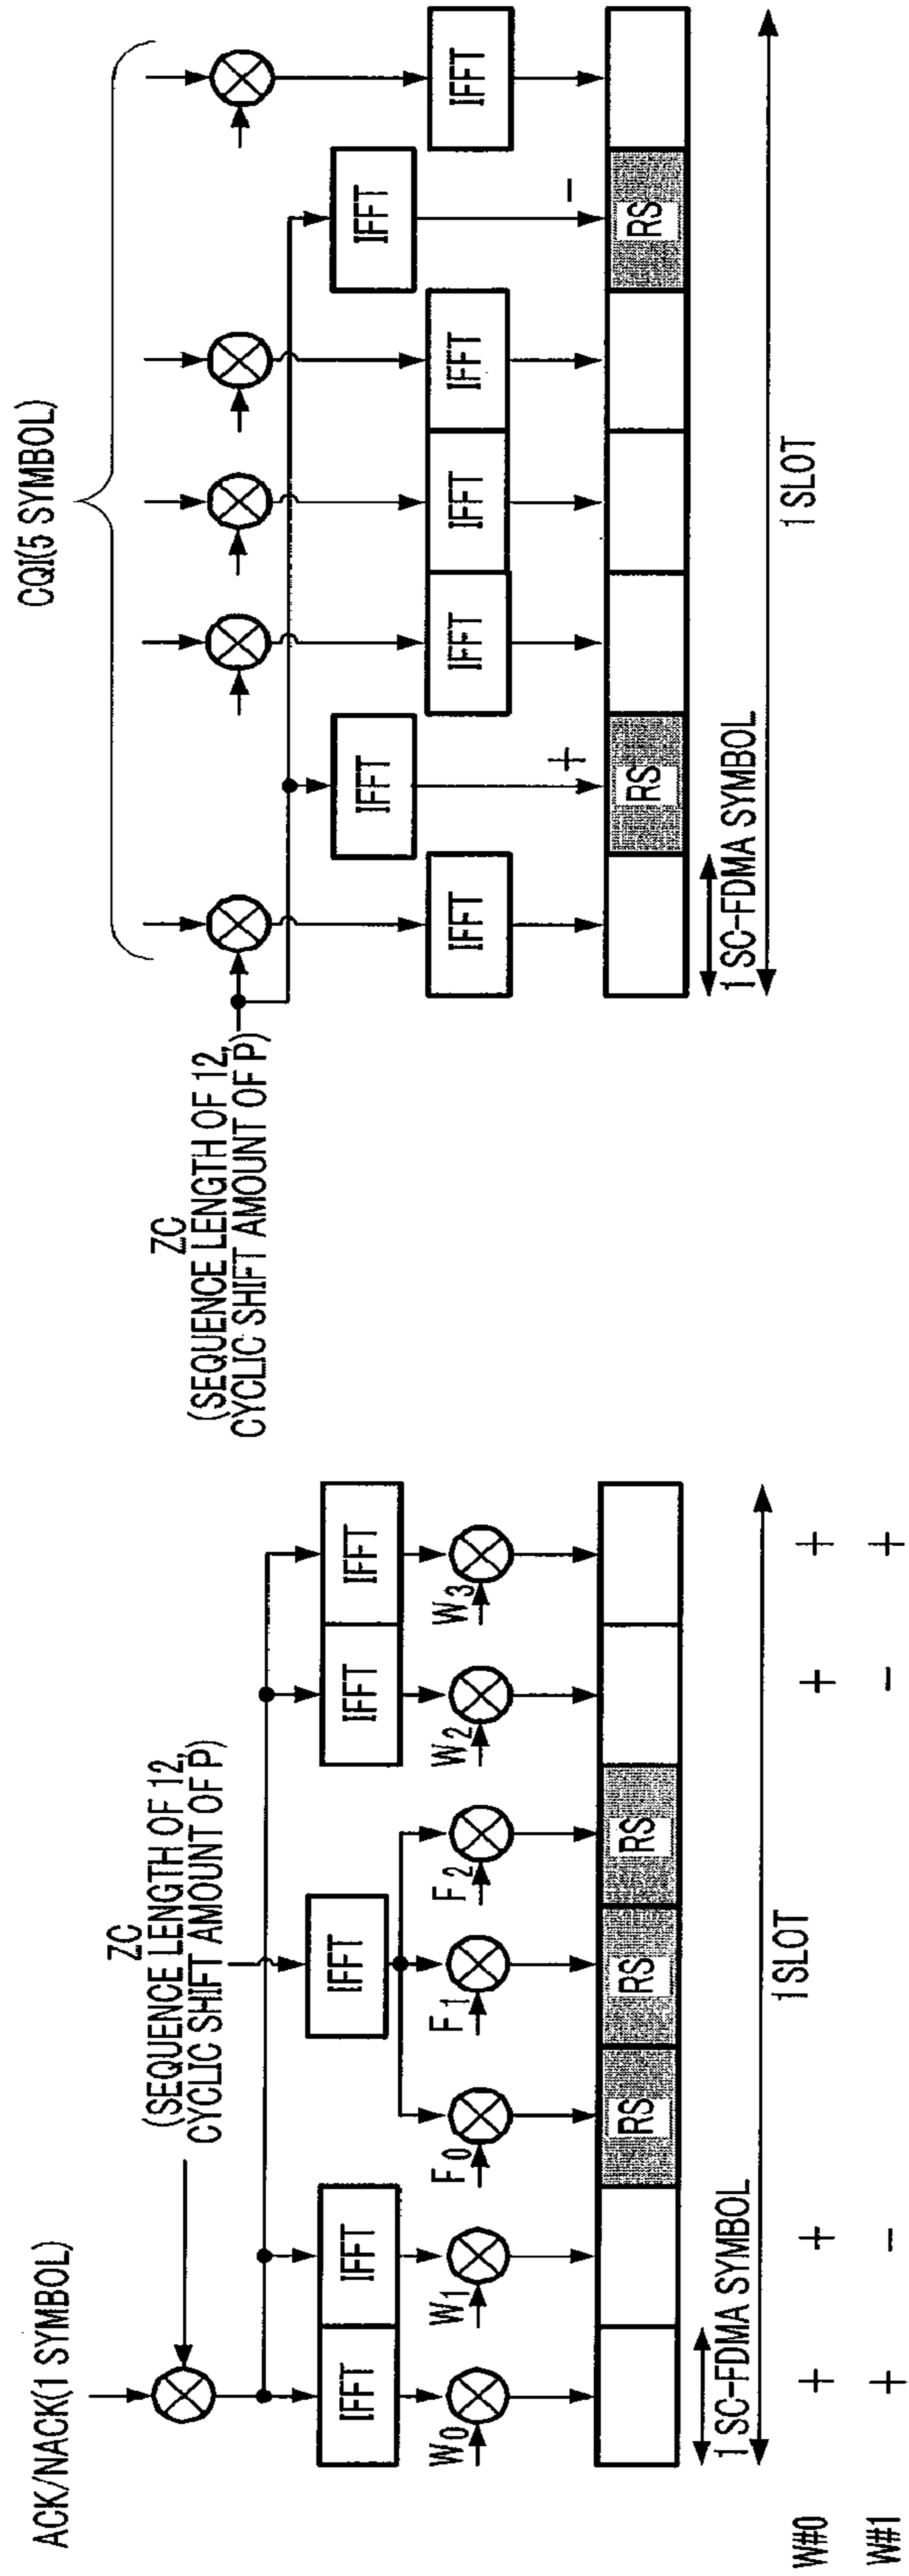 ACK/NACK(1 SYMBOL)
ZC
(SEQUENCE LENGTH OF 12,
CYCLIC SHIFT AMOUNT OF P)
IFFT
IFFT
IFFT
IFFT
IFFT
W0
W1
F0
F1
F2
W2
W3
RS
RS
RS
1 SC-FDMA SYMBOL
1 SLOT
W#0
+
+
+
+
W#1
+
-
-
+
CQI(5 SYMBOL)
ZC
(SEQUENCE LENGTH OF 12,
CYCLIC SHIFT AMOUNT OF P)
IFFT
IFFT
IFFT
IFFT
IFFT
IFFT
IFFT
+
-
RS
RS
1 SC-FDMA SYMBOL
1 SLOT